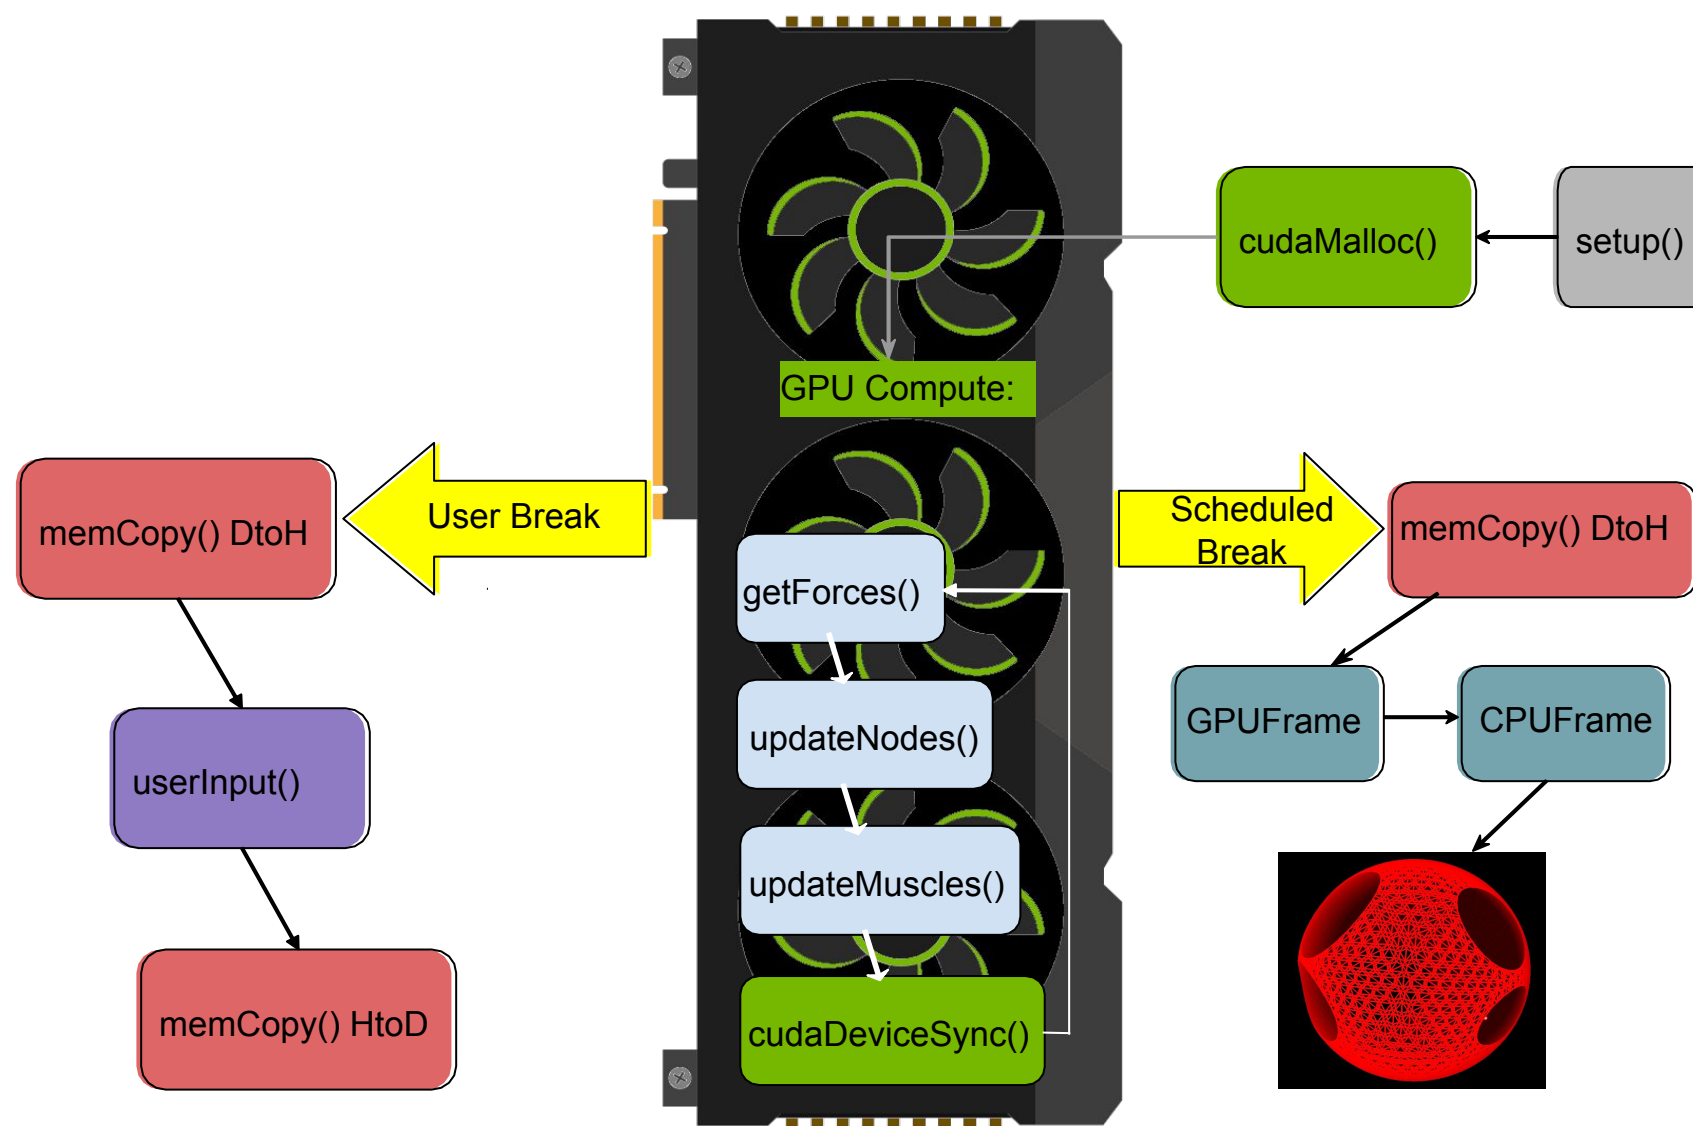 cudaMalloc()
setup()
GPU Compute:
User Break
Scheduled
Break
memCopy() DtoH
memCopy() DtoH
getForces()
updateNodes()
GPUFrame
CPUFrame
userInput()
updateMuscles()
memCopy() HtoD
cudaDeviceSync()